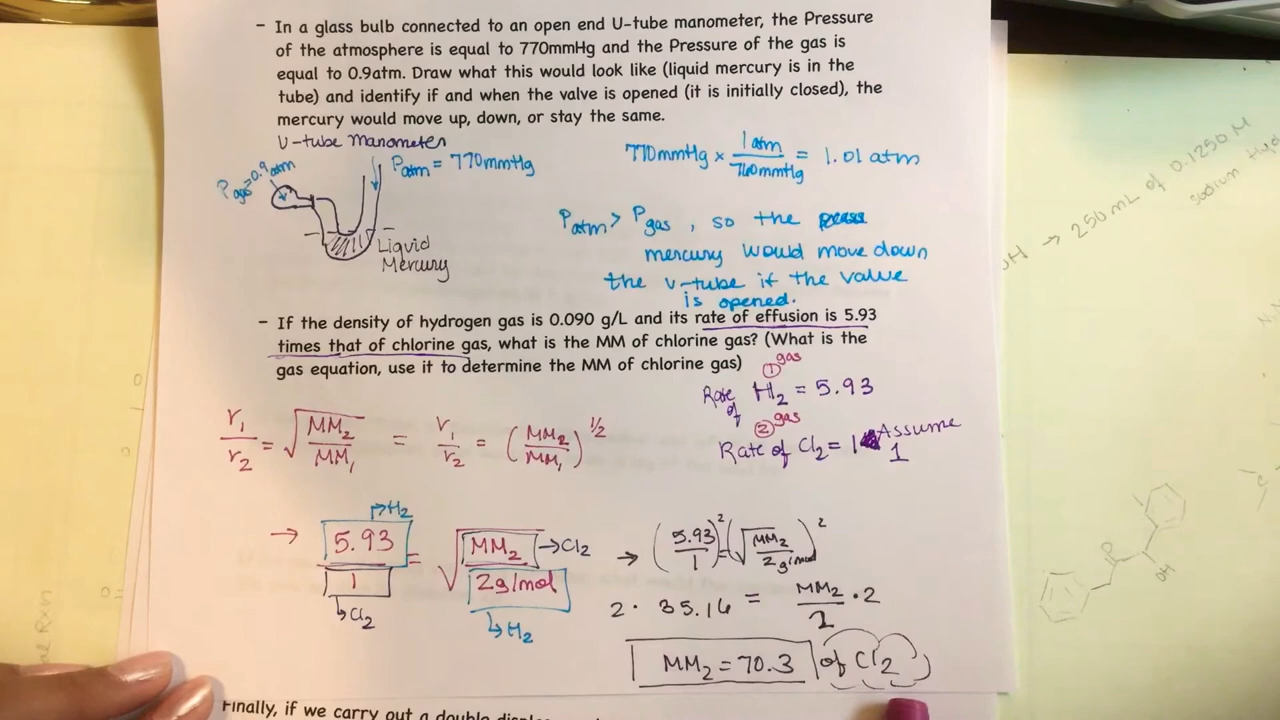 - In a glass bulb connected to an open end U-tube manometer, the Pressure
of the atmosphere is equal to 770mmHg and the Pressure of the gas is
equal to 0.9atm. Draw what this would look like (liquid mercury is in the
tube) and identify if and when the valve is opened (it is initially closed), the
mercury would move up, down, or stay the same.
U-tube manometer
Pgas=0.9atm
Patm = 770mmHg
770mmHg x 1 atm / 760mmHg = 1.01 atm
Liquid
Mercury
Patm > Pgas, so the
mercury would move down
the U-tube if the valve
is opened.
- If the density of hydrogen gas is 0.090 g/L and its rate of effusion is 5.93
times that of chlorine gas, what is the MM of chlorine gas? (What is the
gas equation, use it to determine the MM of chlorine gas)
① gas
Rate of H2 = 5.93
② gas
Rate of Cl2 = 1 Assume 1
r1/r2 = √(MM2/MM1) = r1/r2 = (MM2/MM1)^1/2
→ 5.93/1 = √(MM2/2g/mol)
→H2
→Cl2
→Cl2
→H2
→ (5.93/1)² = (√(MM2/2g/mol))²
2 · 35.16 = MM2/2 · 2
MM2 = 70.3 of Cl2
Finally, if we carry out a double
250 mL of 0.1250 M
sodium
OH